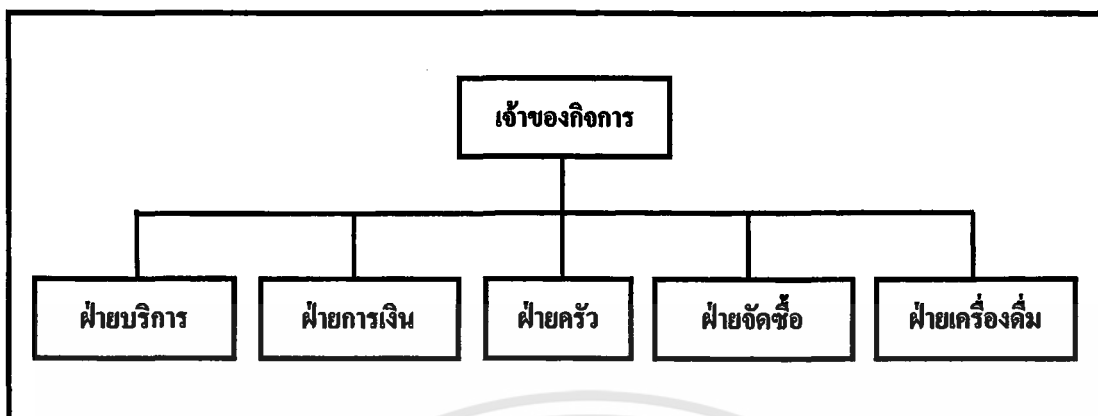 เจ้าของกิจการ
ฝ่ายบริการ
ฝ่ายการเงิน
ฝ่ายครัว
ฝ่ายจัดซื้อ
ฝ่ายเครื่องดื่ม